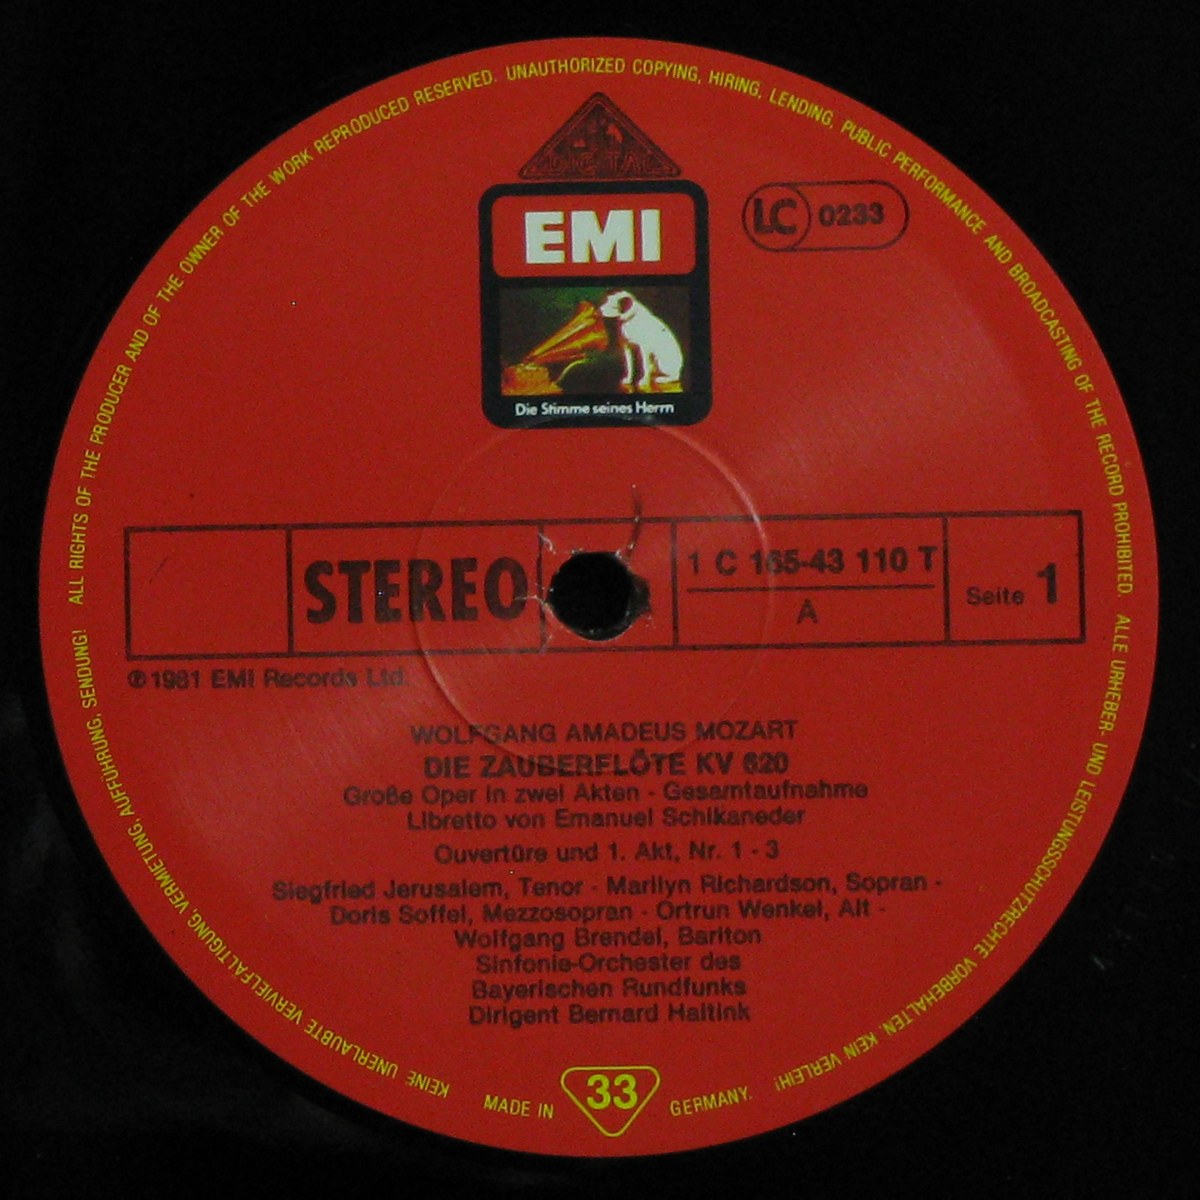 ALL RIGHTS OF THE PRODUCER AND OF THE OWNER OF THE WORK REPRODUCED RESERVED. UNAUTHORIZED COPYING, HIRING, LENDING, PUBLIC PERFORMANCE AND BROADCASTING OF THE RECORD PROHIBITED.
DIGITAL
EMI
LC 0233
Die Stimme seines Herrn
STEREO
1 C 165-43 110 T
A
Seite 1
℗ 1981 EMI Records Ltd.
WOLFGANG AMADEUS MOZART
DIE ZAUBERFLÖTE KV 620
Große Oper in zwei Akten - Gesamtaufnahme
Libretto von Emanuel Schikaneder
Ouvertüre und 1. Akt, Nr. 1 - 3
Siegfried Jerusalem, Tenor - Marilyn Richardson, Sopran -
Doris Soffel, Mezzosopran - Ortrun Wenkel, Alt -
Wolfgang Brendel, Bariton
Sinfonie-Orchester des
Bayerischen Rundfunks
Dirigent Bernard Haitink
ALLE URHEBER- UND LEISTUNGSSCHUTZRECHTE VORBEHALTEN. KEIN VERLEIH! KEINE UNERLAUBTE VERVIELFÄLTIGUNG, VERMIETUNG, AUFFÜHRUNG, SENDUNG!
MADE IN 33 GERMANY.